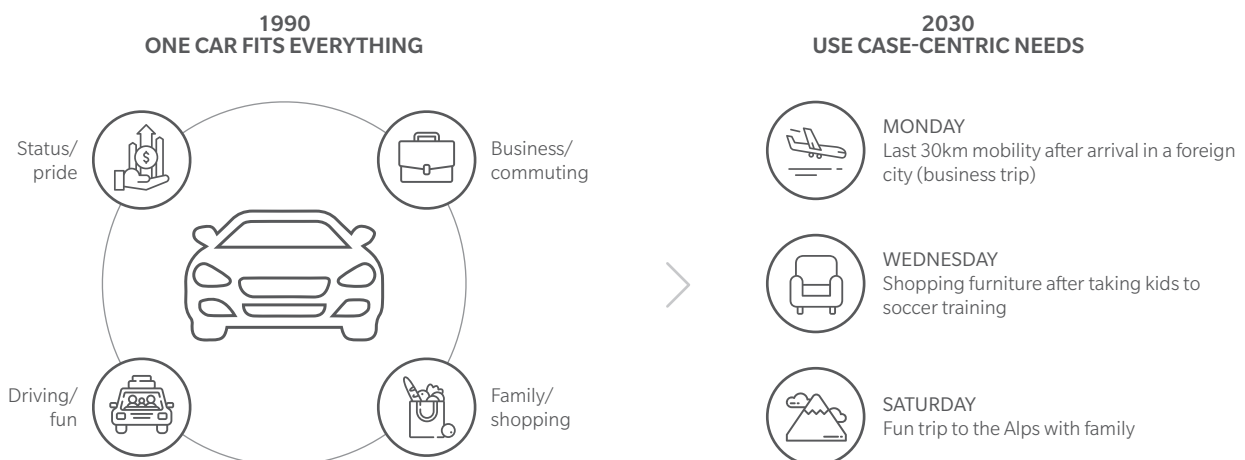 1990
ONE CAR FITS EVERYTHING
Status/
pride
Business/
commuting
$
Driving/
fun
Family/
shopping
2030
USE CASE-CENTRIC NEEDS
MONDAY
Last 30km mobility after arrival in a foreign
city (business trip)
WEDNESDAY
Shopping furniture after taking kids to
soccer training
SATURDAY
Fun trip to the Alps with family